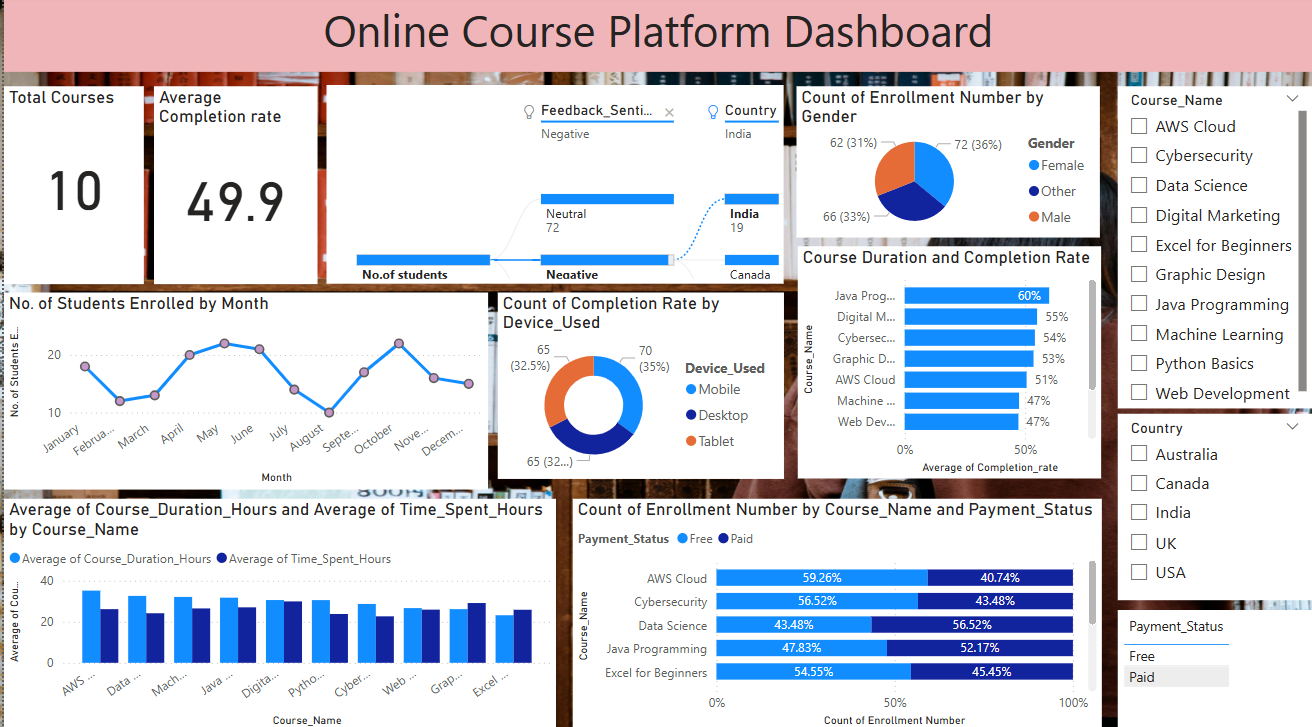 Online Course Platform Dashboard
Total Courses
10
Average
Completion rate
49.9
Feedback_Senti...
Negative
Country
India
Neutral
72
India
19
No.of students
Negative
Canada
Count of Enrollment Number by
Gender
62 (31%)
72 (36%)
66 (33%)
Gender
Female
Other
Male
Course_Name
AWS Cloud
Cybersecurity
Data Science
Digital Marketing
Excel for Beginners
Graphic Design
Java Programming
Machine Learning
Python Basics
Web Development
No. of Students Enrolled by Month
No. of Students E...
20
10
January
Februa...
March
April
May
June
July
August
Septe...
October
Nove...
Decem...
Month
Count of Completion Rate by
Device_Used
65
(32.5%)
70
(35%)
65 (32...)
Device_Used
Mobile
Desktop
Tablet
Course Duration and Completion Rate
Course_Name
Java Prog...
60%
Digital M...
55%
Cybersec...
54%
Graphic D...
53%
AWS Cloud
51%
Machine ...
47%
Web Dev...
47%
0%
50%
Average of Completion_rate
Country
Australia
Canada
India
UK
USA
Average of Course_Duration_Hours and Average of Time_Spent_Hours
by Course_Name
Average of Course_Duration_Hours
Average of Time_Spent_Hours
Average of Cou...
40
20
0
AWS ...
Data ...
Mach...
Java ...
Digita...
Pytho...
Cyber...
Web ...
Grap...
Excel ...
Course_Name
Count of Enrollment Number by Course_Name and Payment_Status
Payment_Status
Free
Paid
Course_Name
AWS Cloud
59.26%
40.74%
Cybersecurity
56.52%
43.48%
Data Science
43.48%
56.52%
Java Programming
47.83%
52.17%
Excel for Beginners
54.55%
45.45%
0%
50%
100%
Count of Enrollment Number
Payment_Status
Free
Paid